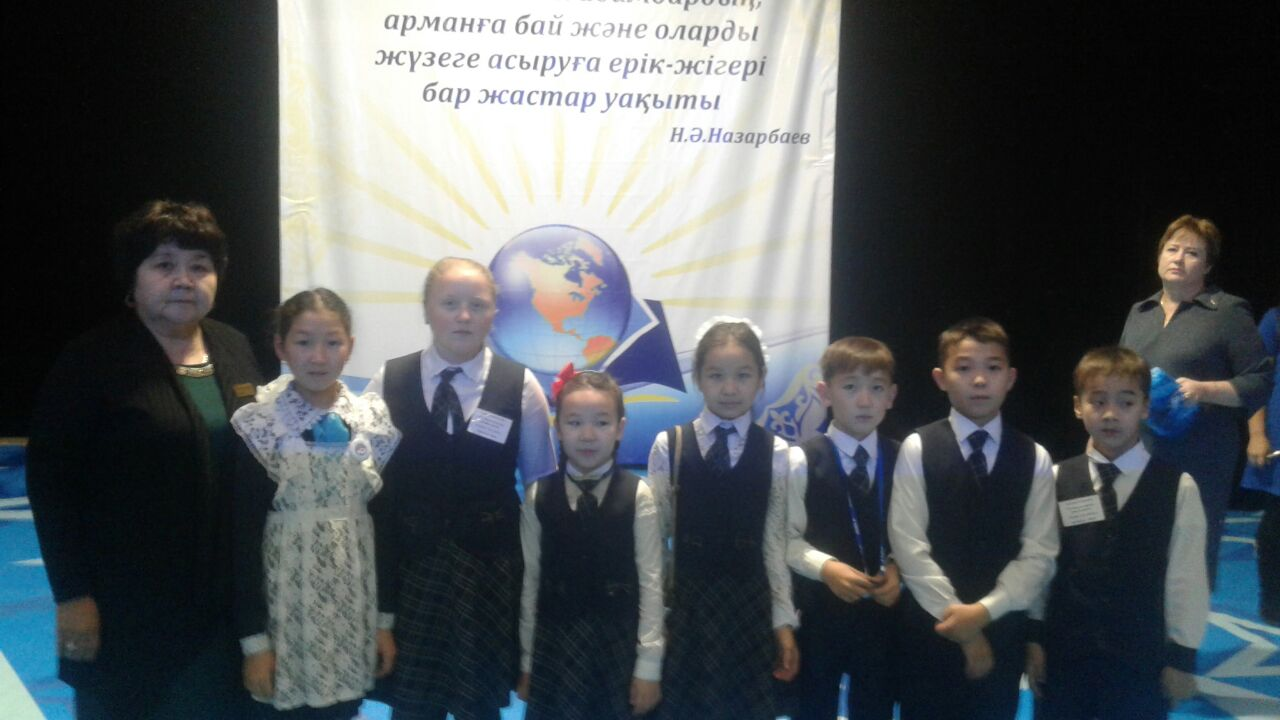 арманға бай және оларды
жүзеге асыруға ерік-жігері
бар жастар уақыты
Н.Ә.Назарбаев